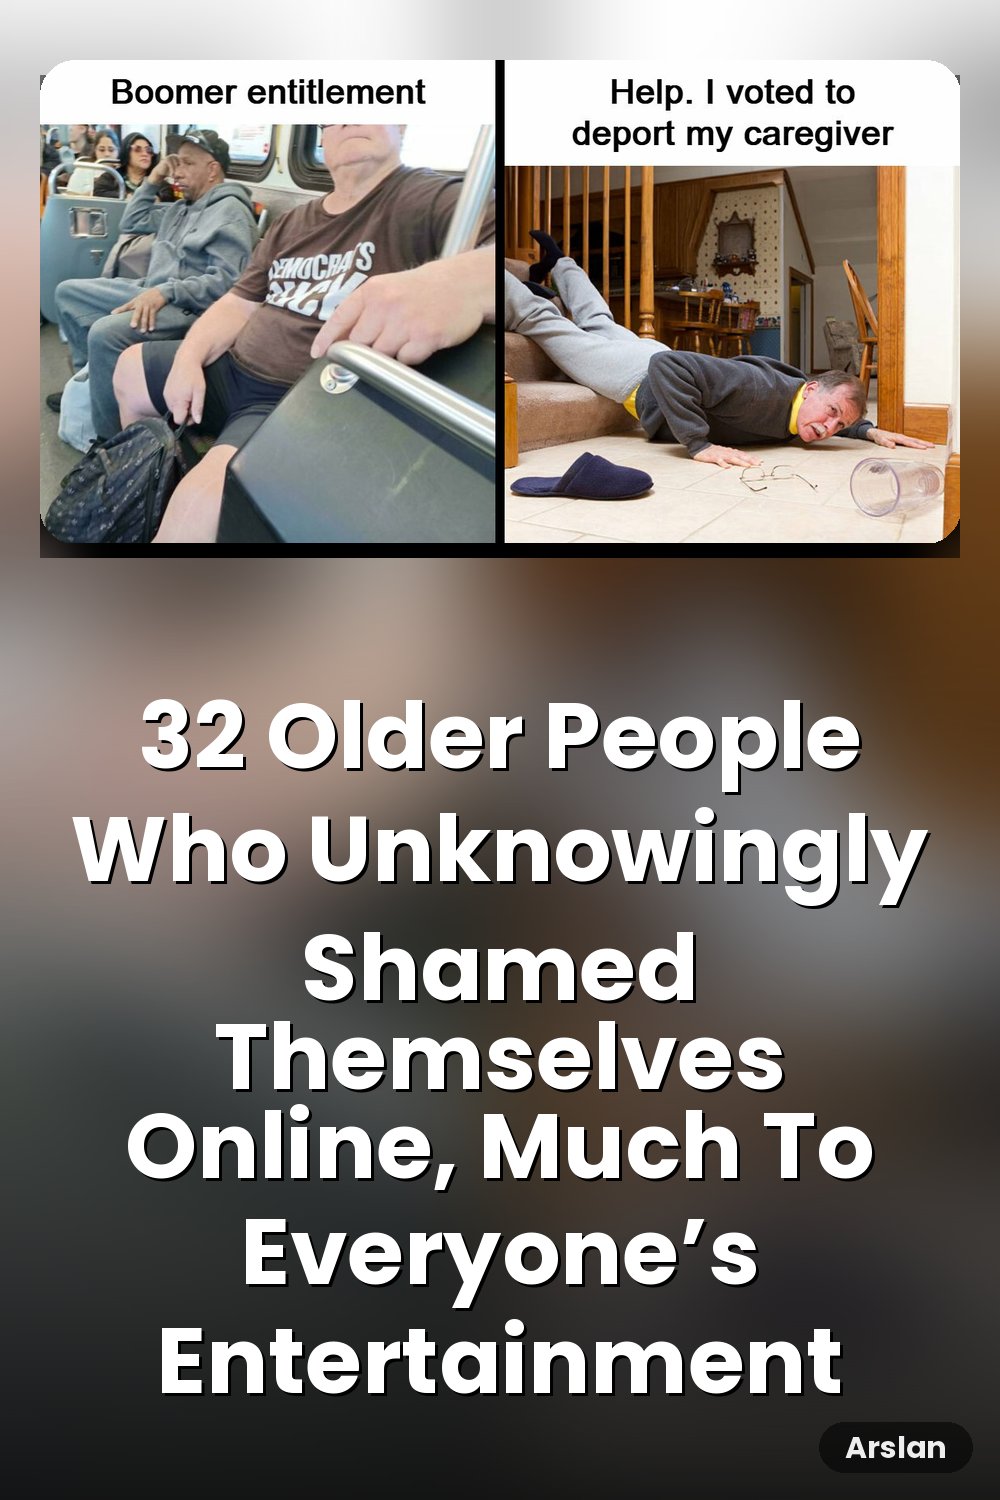 Boomer entitlement
Help. I voted to
deport my caregiver
32 Older People
Who Unknowingly
Shamed
Themselves
Online, Much To
Everyone’s
Entertainment
Arslan